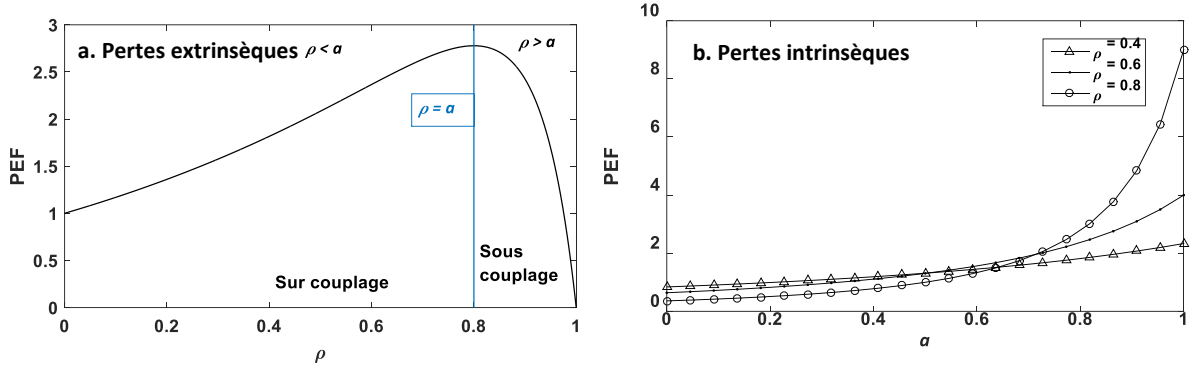 a. Pertes extrinsèques ρ < a
ρ > a
ρ = a
Sur couplage
Sous
couplage
PEF
3
2.5
2
1.5
1
0.5
0
0
0.2
0.4
0.6
0.8
1
ρ
b. Pertes intrinsèques
ρ = 0.4
ρ = 0.6
ρ = 0.8
PEF
10
8
6
4
2
0
0
0.2
0.4
0.6
0.8
1
a